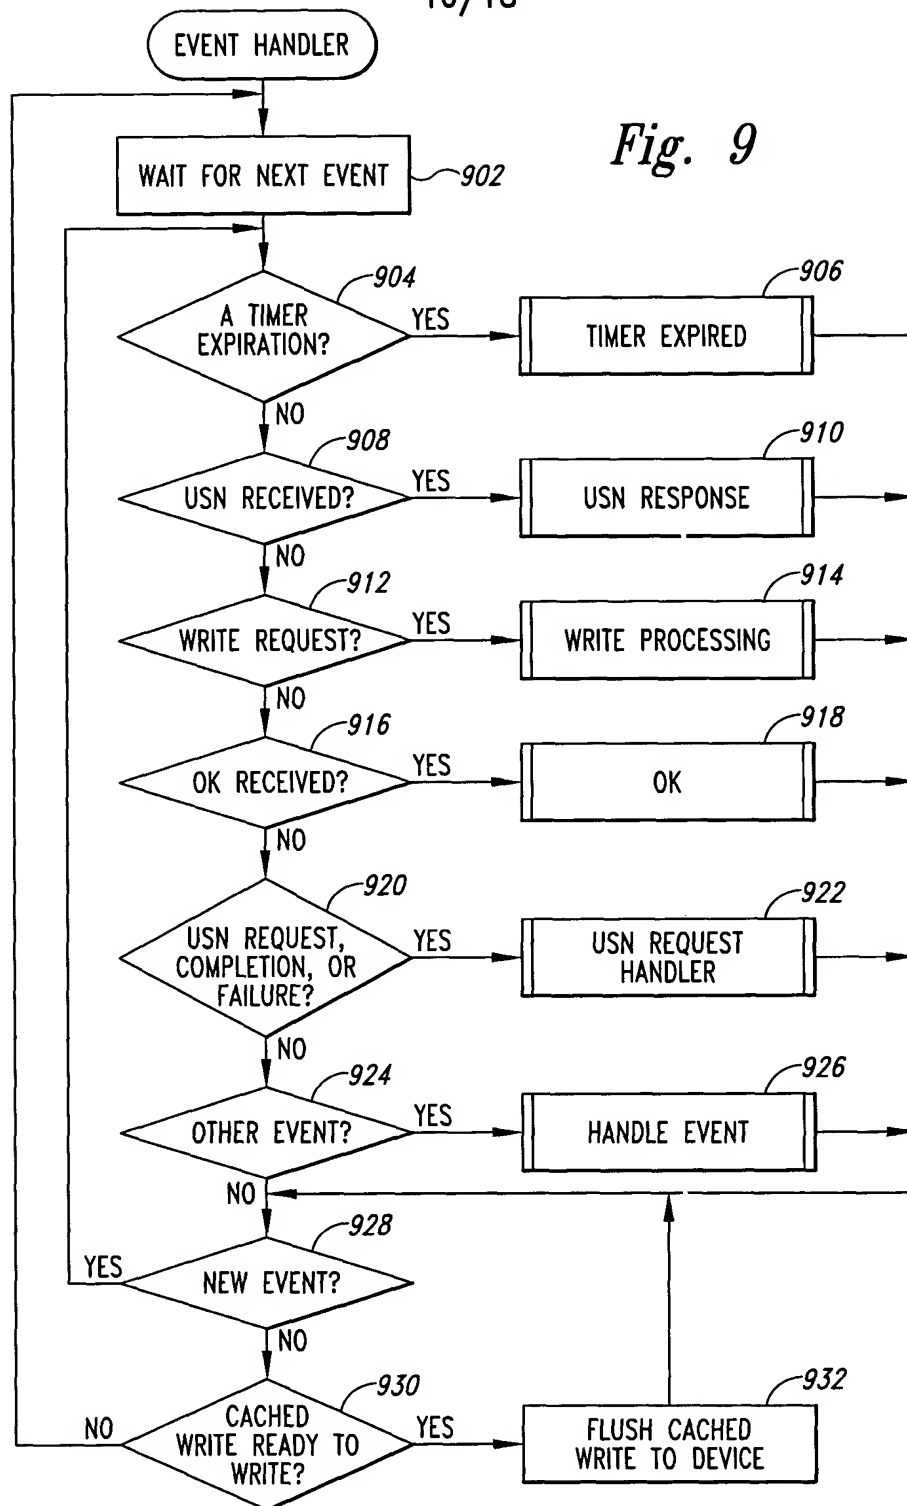 EVENT HANDLER
Fig. 9
WAIT FOR NEXT EVENT
902
904
A TIMER
EXPIRATION?
YES
906
TIMER EXPIRED
NO
908
USN RECEIVED?
YES
910
USN RESPONSE
NO
912
WRITE REQUEST?
YES
914
WRITE PROCESSING
NO
916
OK RECEIVED?
YES
918
OK
NO
920
USN REQUEST,
COMPLETION, OR
FAILURE?
YES
922
USN REQUEST
HANDLER
NO
924
OTHER EVENT?
YES
926
HANDLE EVENT
NO
928
YES
NEW EVENT?
NO
930
NO
CACHED
WRITE READY TO
WRITE?
YES
932
FLUSH CACHED
WRITE TO DEVICE